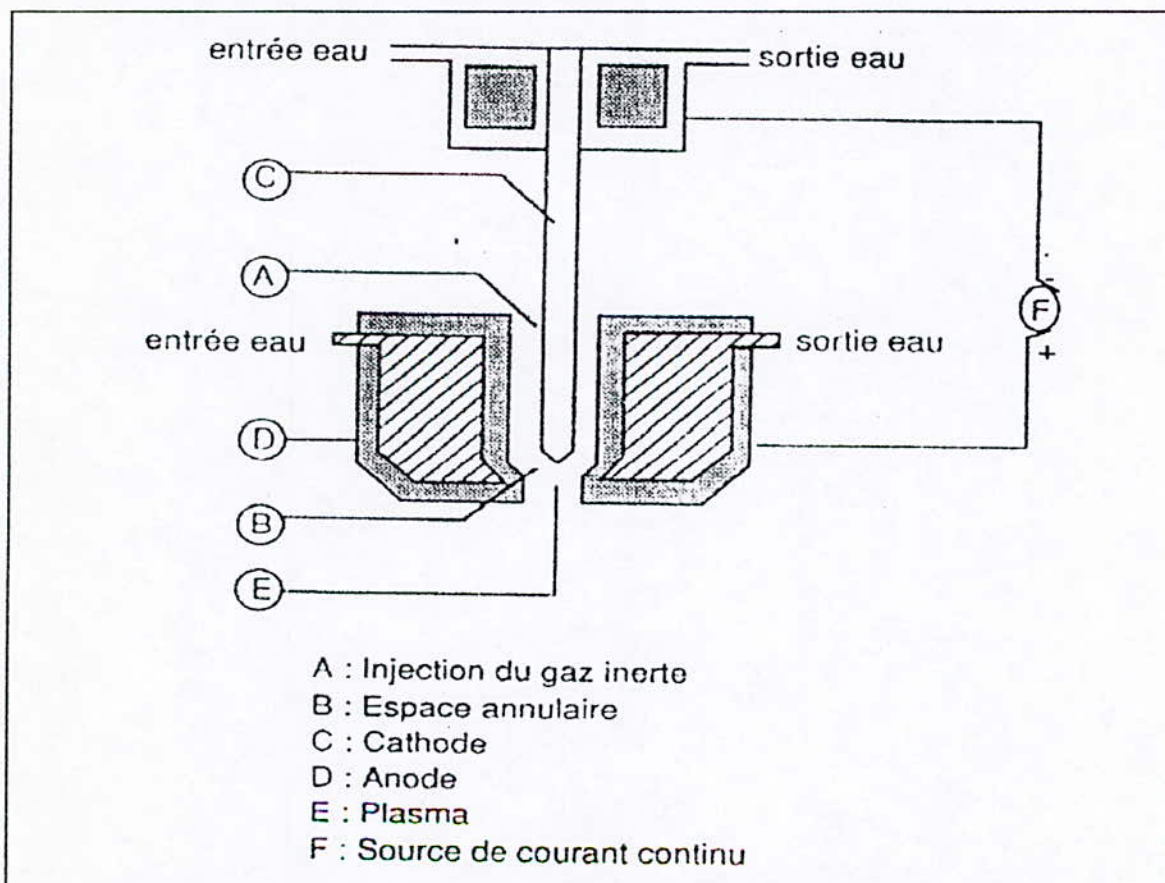 entrée eau
sortie eau
C
A
entrée eau
sortie eau
-
F
+
D
B
E
A : Injection du gaz inerte
B : Espace annulaire
C : Cathode
D : Anode
E : Plasma
F : Source de courant continu